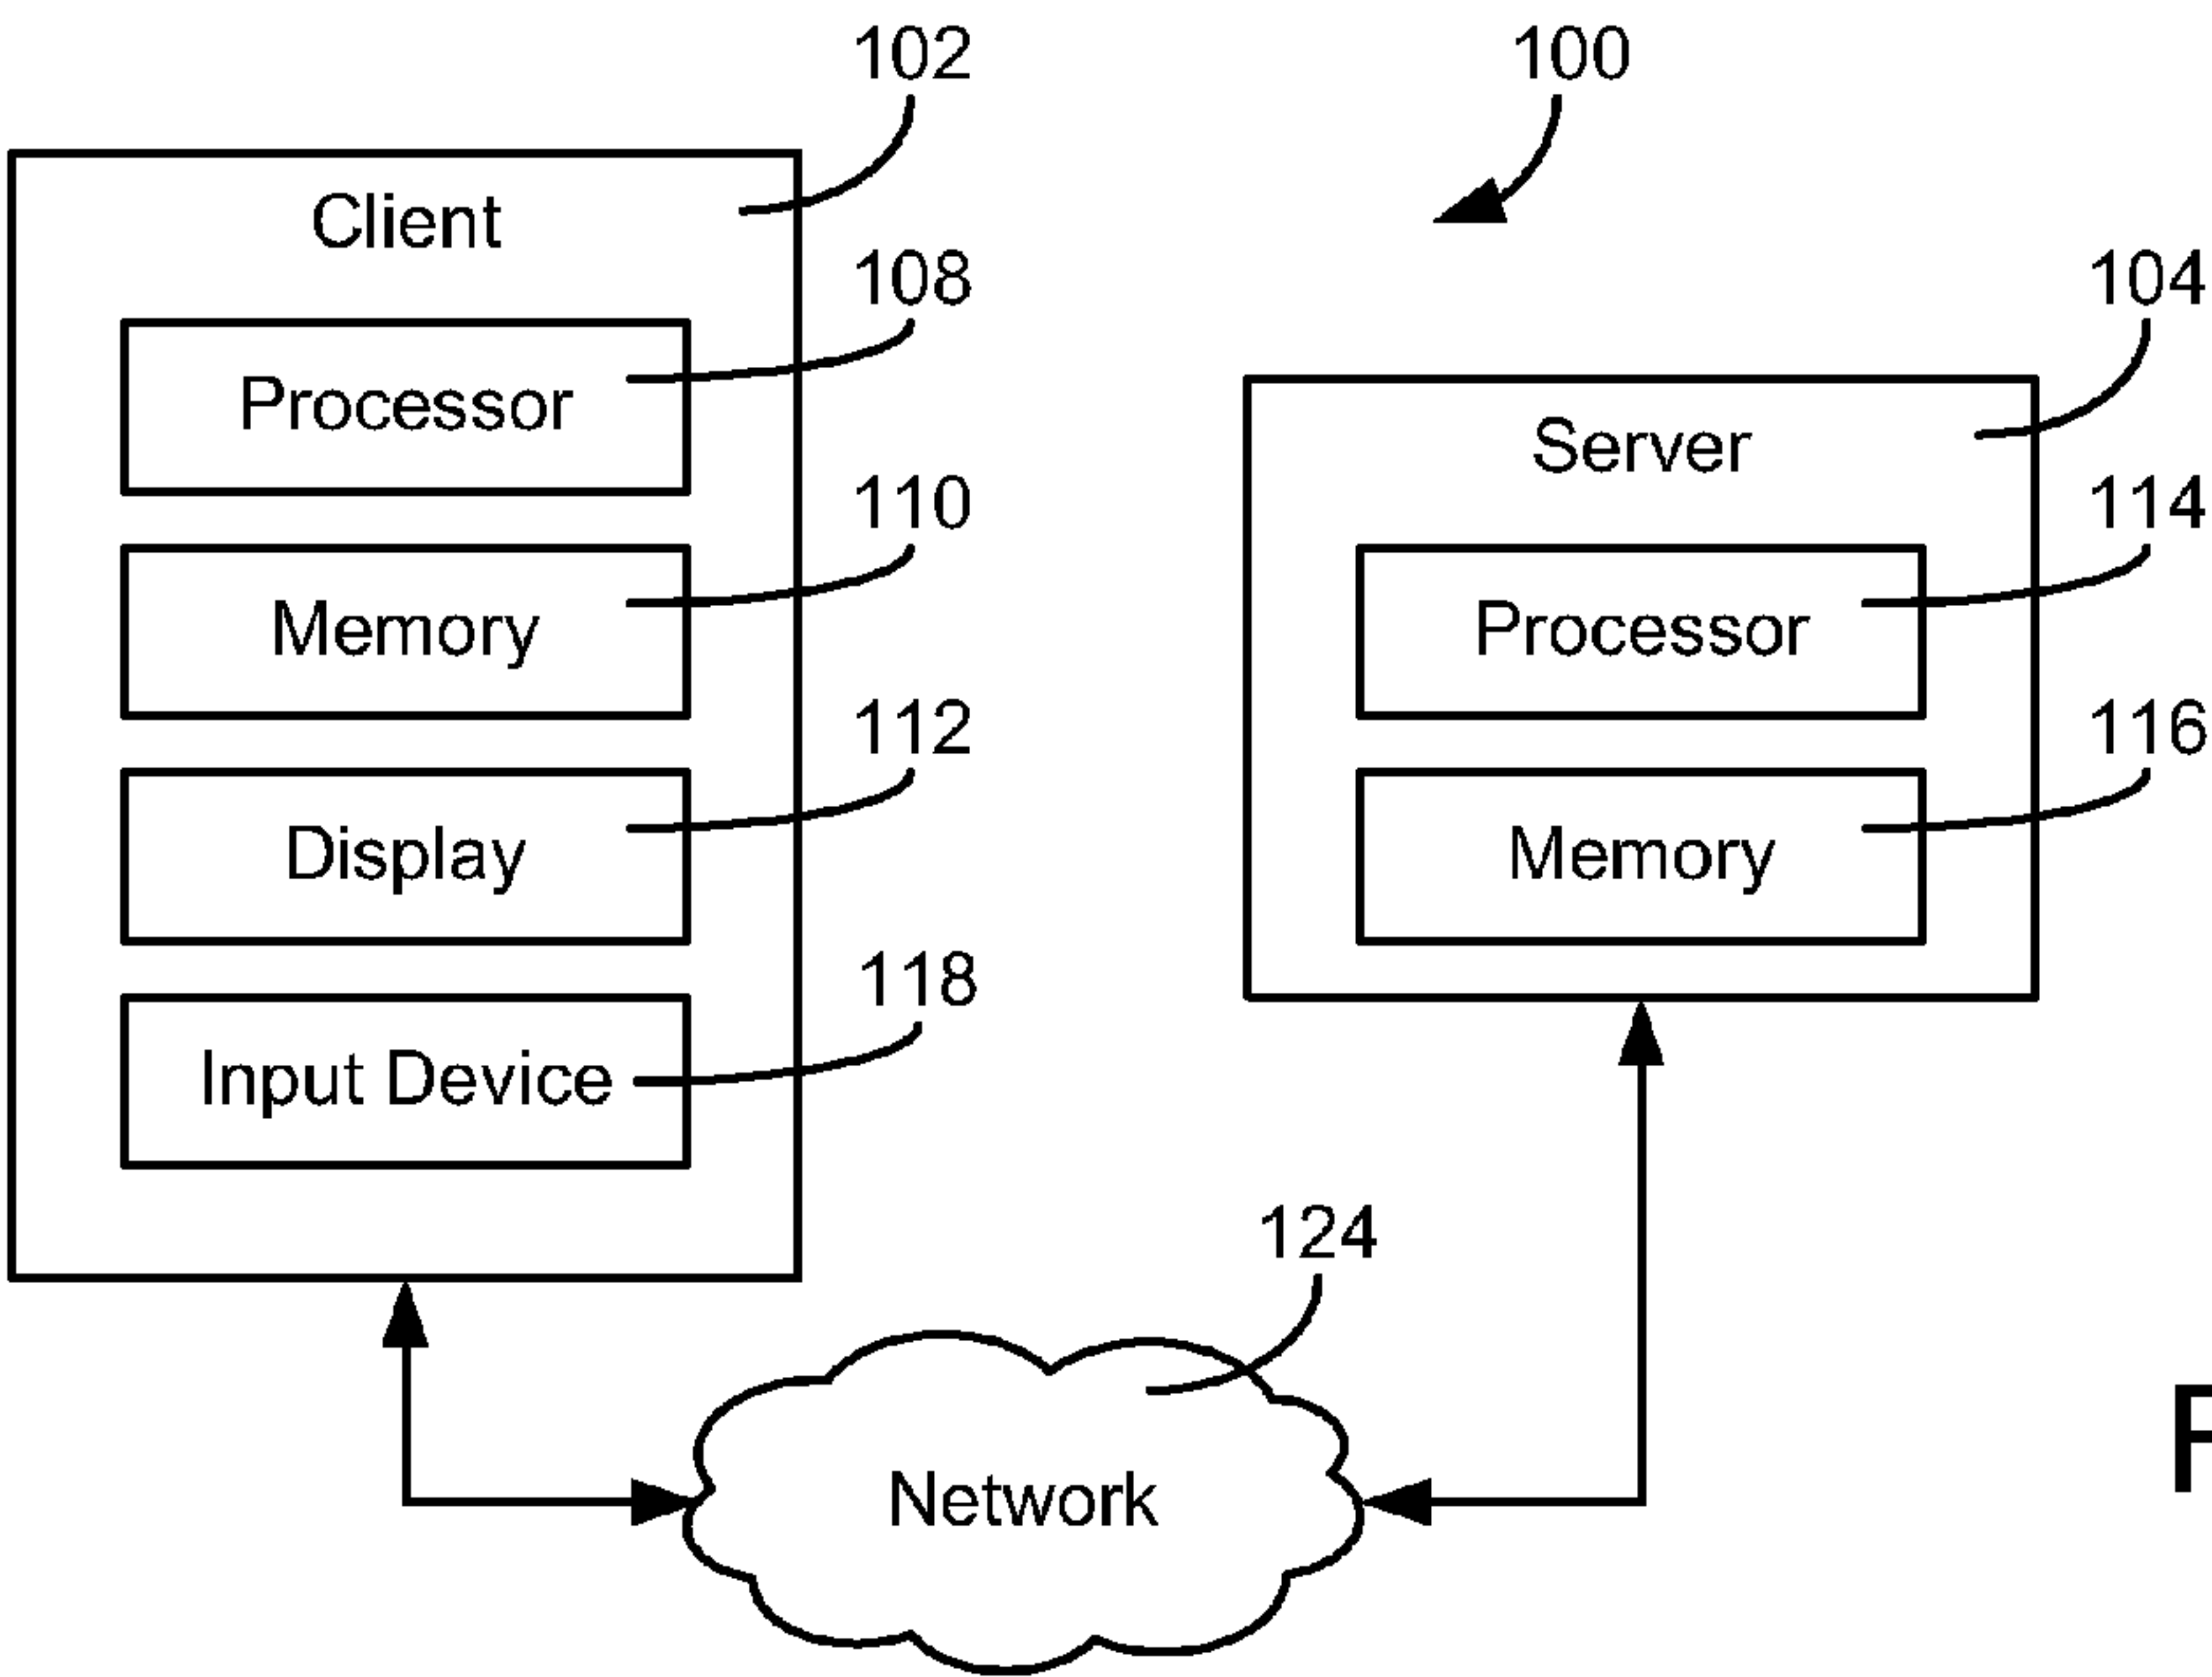 102
100
Client
108
104
Processor
Server
110
114
Memory
Processor
112
116
Display
Memory
118
Input Device
124
Network